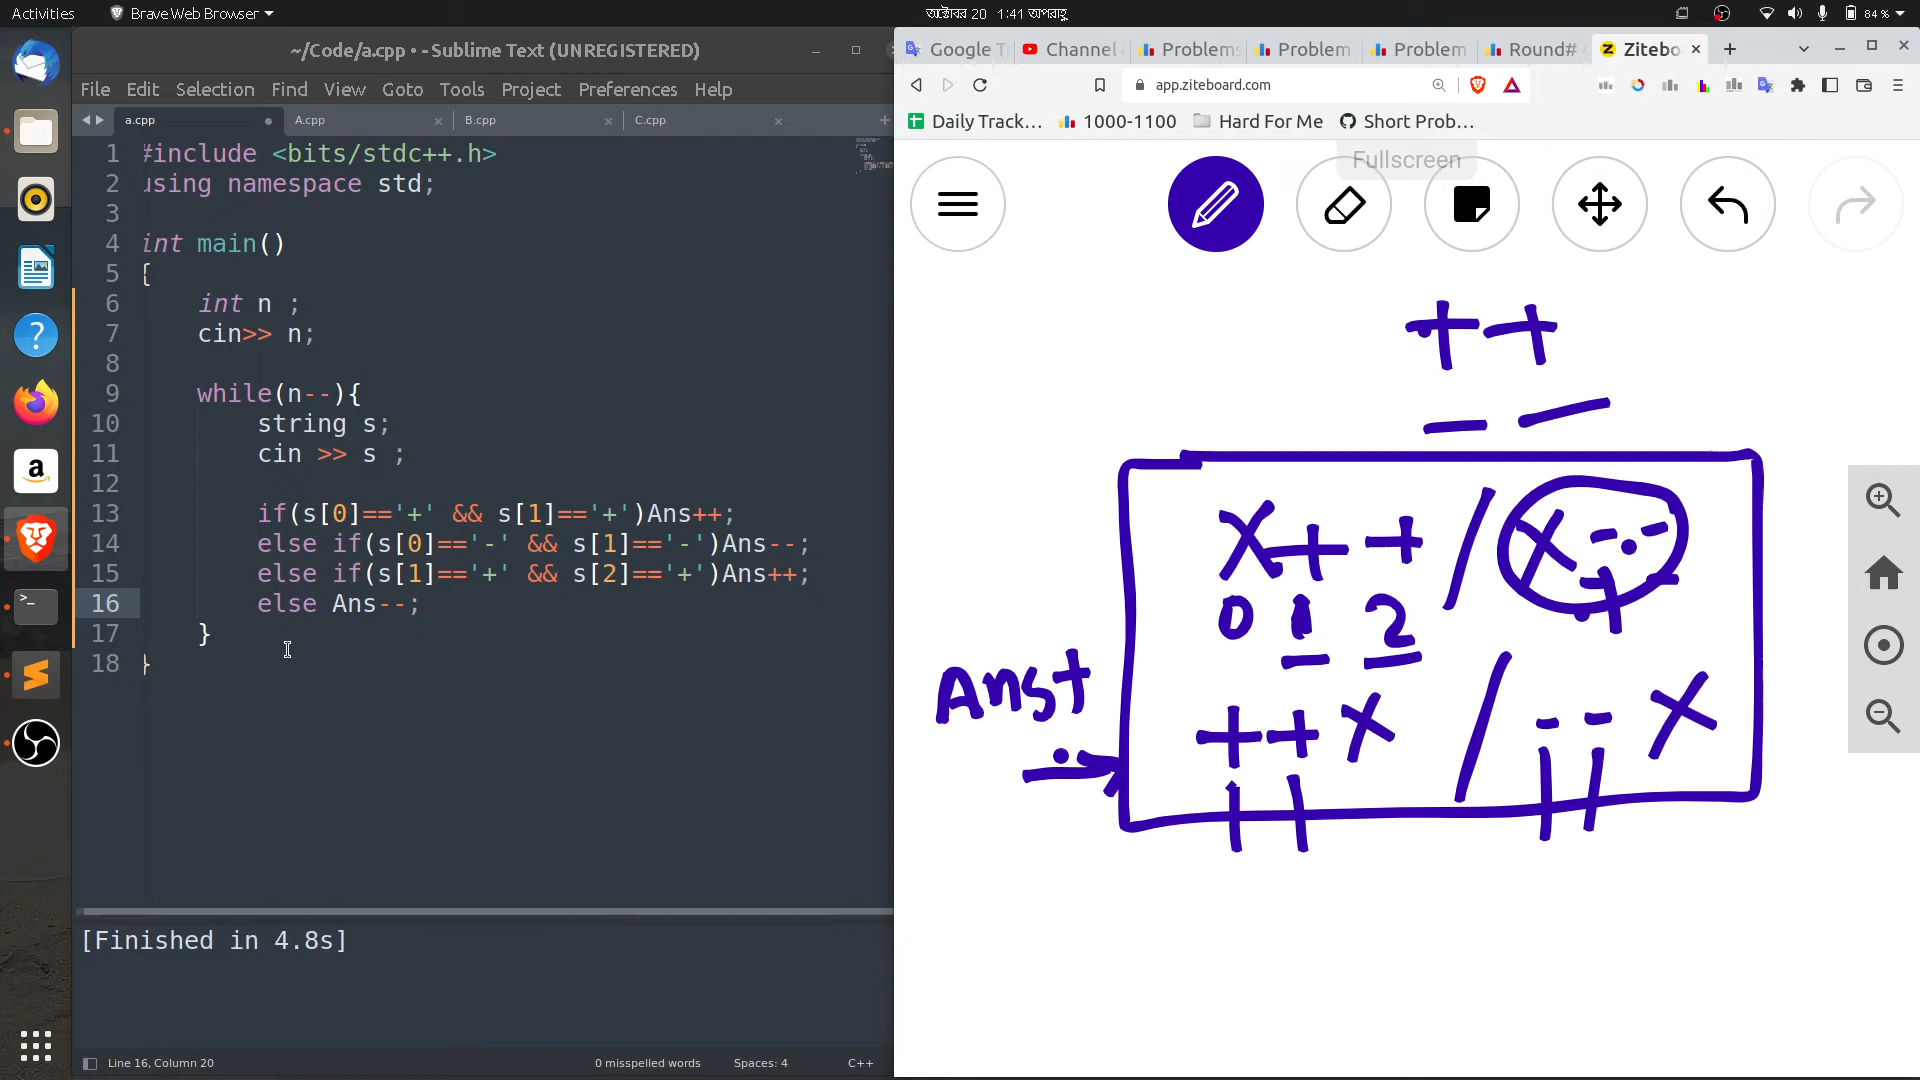 Activities
Brave Web Browser
অক্টোবর 20 1:41 অপরাহ্ণ
84 %
~/Code/a.cpp • - Sublime Text (UNREGISTERED)
File Edit Selection Find View Goto Tools Project Preferences Help
a.cpp
A.cpp
B.cpp
C.cpp
1 #include <bits/stdc++.h>
2 using namespace std;
3
4 int main()
5 {
6 int n ;
7 cin>> n;
8
9 while(n--){
10 string s;
11 cin >> s ;
12
13 if(s[0]=='+' && s[1]=='+')Ans++;
14 else if(s[0]=='-' && s[1]=='-')Ans--;
15 else if(s[1]=='+' && s[2]=='+')Ans++;
16 else Ans--;
17 }
18 }
[Finished in 4.8s]
Line 16, Column 20
0 misspelled words
Spaces: 4
C++
Google T
Channel
Problems
Problem
Problem
Round#
Zitebo
app.ziteboard.com
Daily Track...
1000-1100
Hard For Me
Short Prob...
Fullscreen
++
--
X++ / X--
0 1 2
Ans+
++X / --X